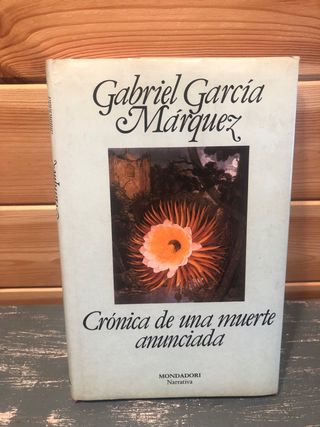 Gabriel García
Márquez
Crónica de una muerte
anunciada
MONDADORI
Narrativa